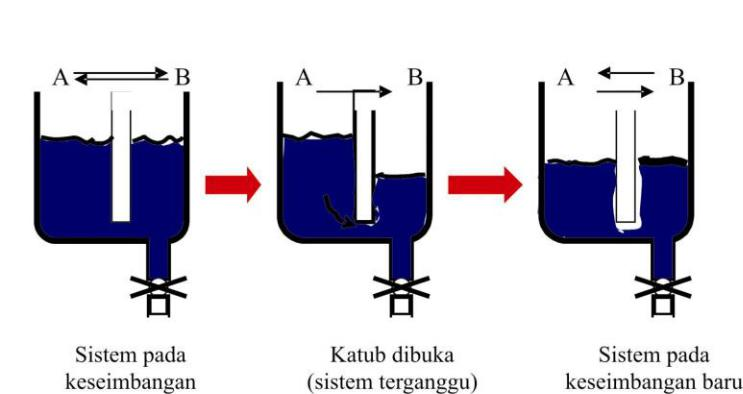 A B
A B
A B
Sistem pada
keseimbangan
Katub dibuka
(sistem terganggu)
Sistem pada
keseimbangan baru